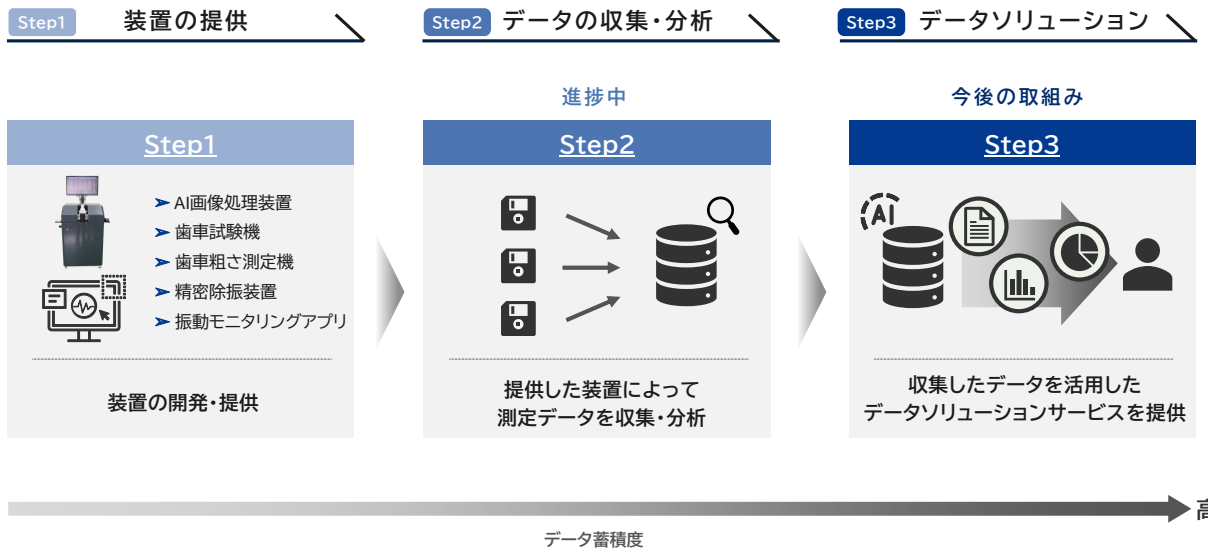 Step1 装置の提供
Step2 データの収集・分析
Step3 データソリューション
進捗中
今後の取組み
Step1
Step2
Step3
➤ AI画像処理装置
➤ 歯車試験機
➤ 歯車粗さ測定機
➤ 精密除振装置
➤ 振動モニタリングアプリ
AI
装置の開発・提供
提供した装置によって
測定データを収集・分析
収集したデータを活用した
データソリューションサービスを提供
高
データ蓄積度